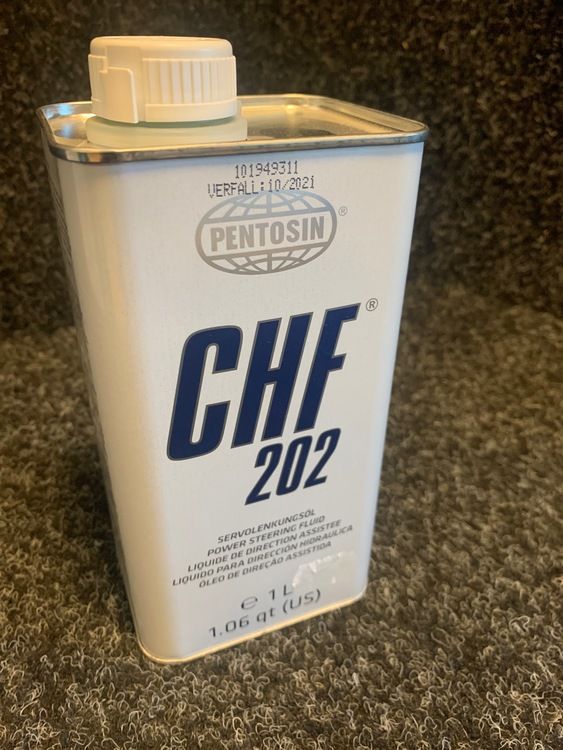 101949311
VERFALL:10/2021
PENTOSIN®
CHF®
202
SERVOLENKUNGSÖL
POWER STEERING FLUID
LIQUIDE DE DIRECTION ASSISTEE
LIQUIDO PARA DIRECCIÓN HIDRAULICA
ÓLEO DE DIREÇÃO ASSISTIDA
℮ 1 L
1.06 qt (US)